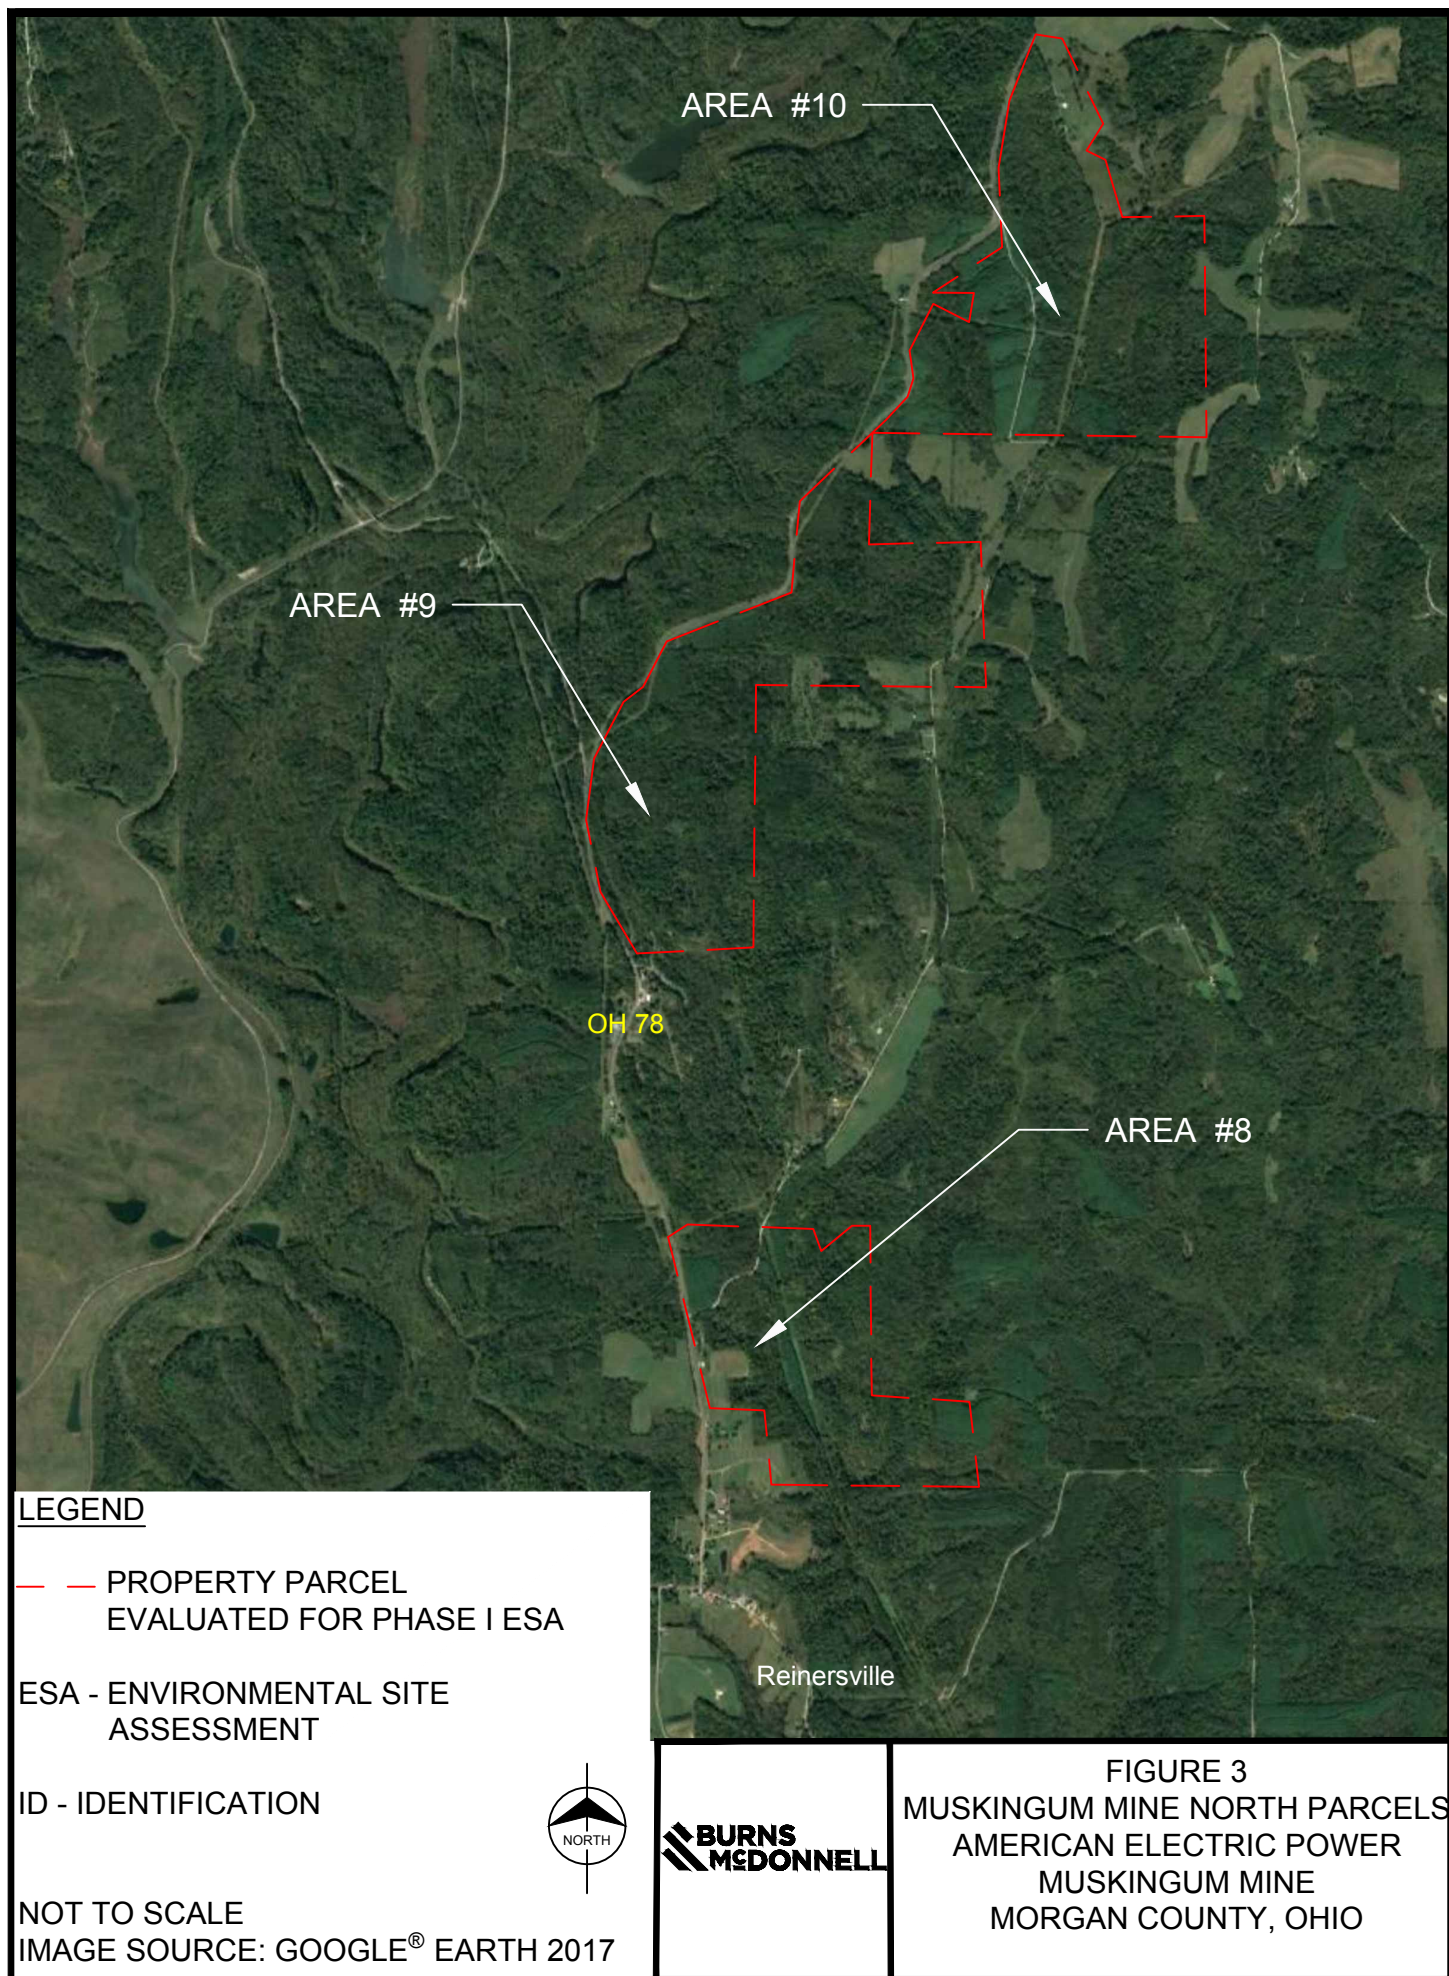 AREA #10
AREA #9
OH 78
AREA #8
Reinersville
LEGEND
PROPERTY PARCEL
EVALUATED FOR PHASE I ESA
ESA - ENVIRONMENTAL SITE
ASSESSMENT
ID - IDENTIFICATION
NORTH
NOT TO SCALE
IMAGE SOURCE: GOOGLE® EARTH 2017
BURNS
McDONNELL
FIGURE 3
MUSKINGUM MINE NORTH PARCELS
AMERICAN ELECTRIC POWER
MUSKINGUM MINE
MORGAN COUNTY, OHIO